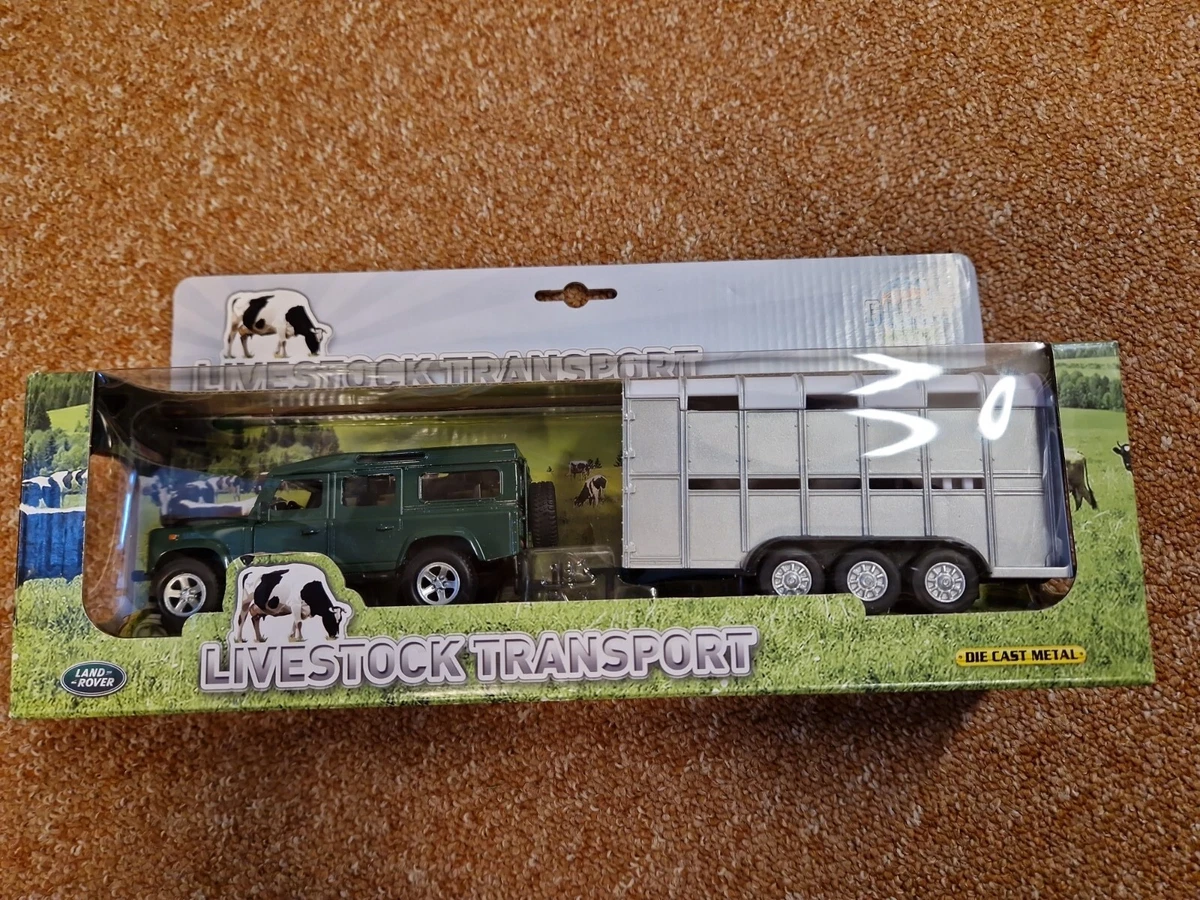 LIVESTOCK TRANSPORT
LIVESTOCK TRANSPORT
LAND-
-ROVER
DIE CAST METAL